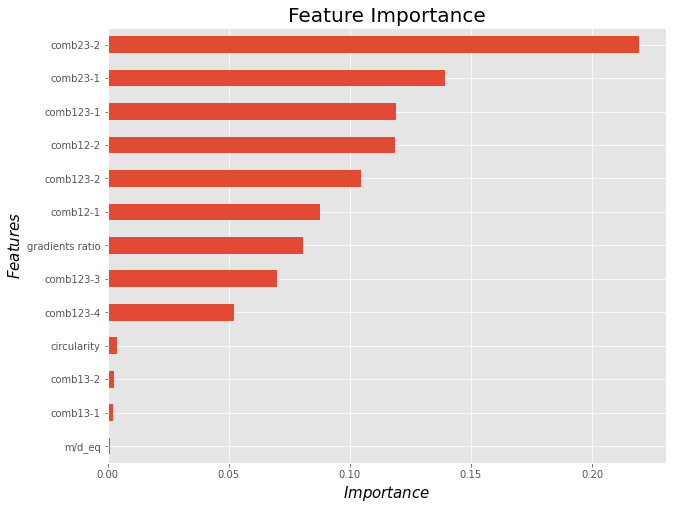 Feature Importance
comb23-2
comb23-1
comb123-1
comb12-2
comb123-2
comb12-1
gradients ratio
comb123-3
comb123-4
circularity
comb13-2
comb13-1
m/d_eq
Features
0.00 0.05 0.10 0.15 0.20
Importance